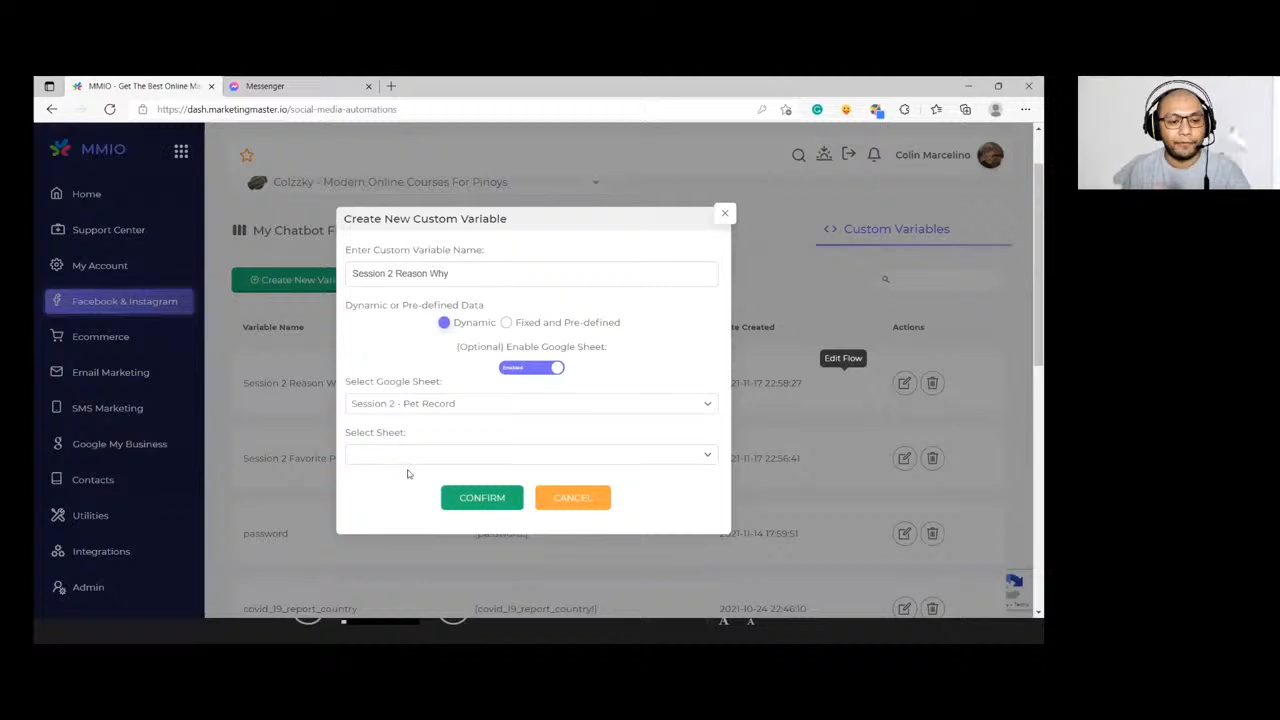 MMIO - Get The Best Online Ma
Messenger
https://dash.marketingmaster.io/social-media-automations
MMIO
Colin Marcelino
Home
Colzzky - Modern Online Courses For Pinoys
Support Center
My Account
Facebook & Instagram
Ecommerce
Email Marketing
SMS Marketing
Google My Business
Contacts
Utilities
Integrations
Admin
My Chatbot F
Custom Variables
Create New Vari
Variable Name
te Created
Actions
Session 2 Reason W
21-11-17 22:58:27
Edit Flow
Session 2 Favorite P
-11-17 22:56:41
password
[password!]
2021-11-14 17:59:51
covid_19_report_country
[covid_19_report_country!]
2021-10-24 22:46:10
Create New Custom Variable
Enter Custom Variable Name:
Session 2 Reason Why
Dynamic or Pre-defined Data
Dynamic
Fixed and Pre-defined
(Optional) Enable Google Sheet:
Enabled
Select Google Sheet:
Session 2 - Pet Record
Select Sheet:
CONFIRM
CANCEL
A A